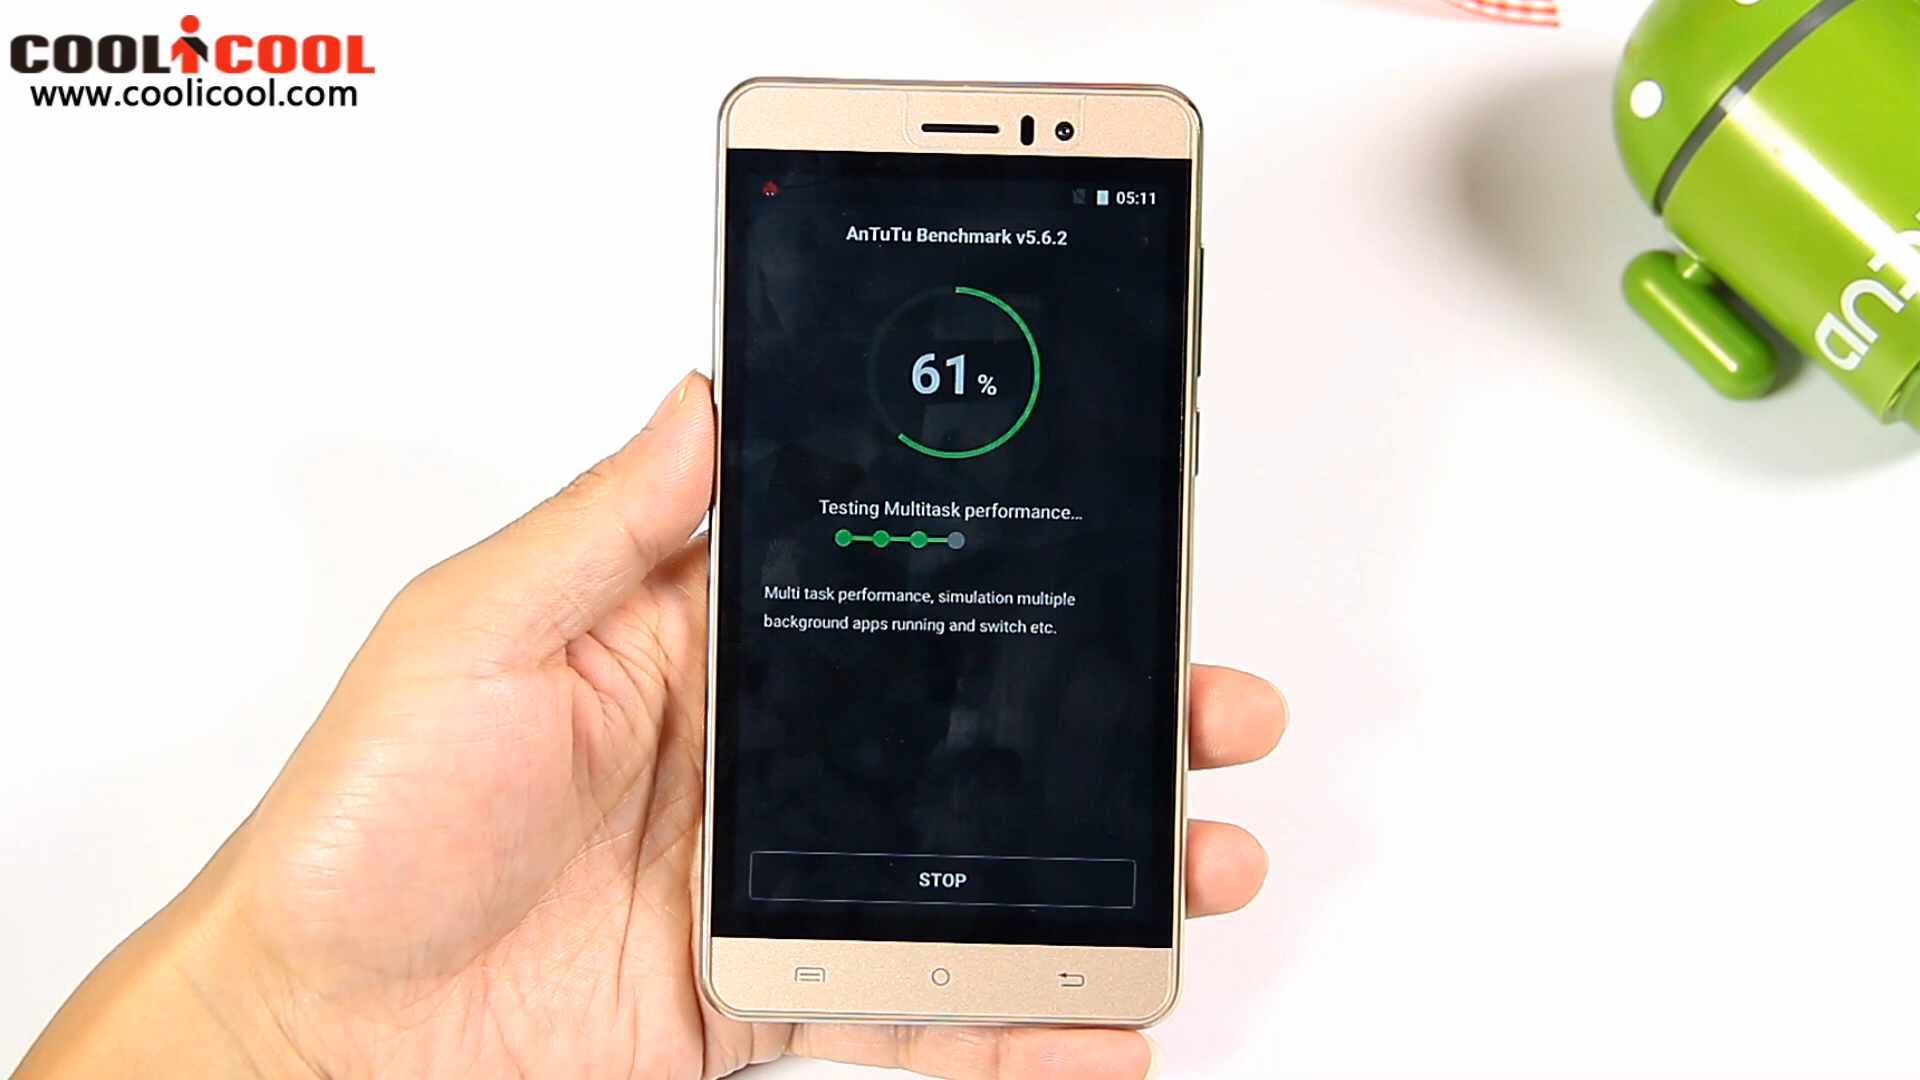 COOLiCOOL
www.coolicool.com
05:11
AnTuTu Benchmark v5.6.2
61 %
Testing Multitask performance...
Multi task performance, simulation multiple
background apps running and switch etc.
STOP